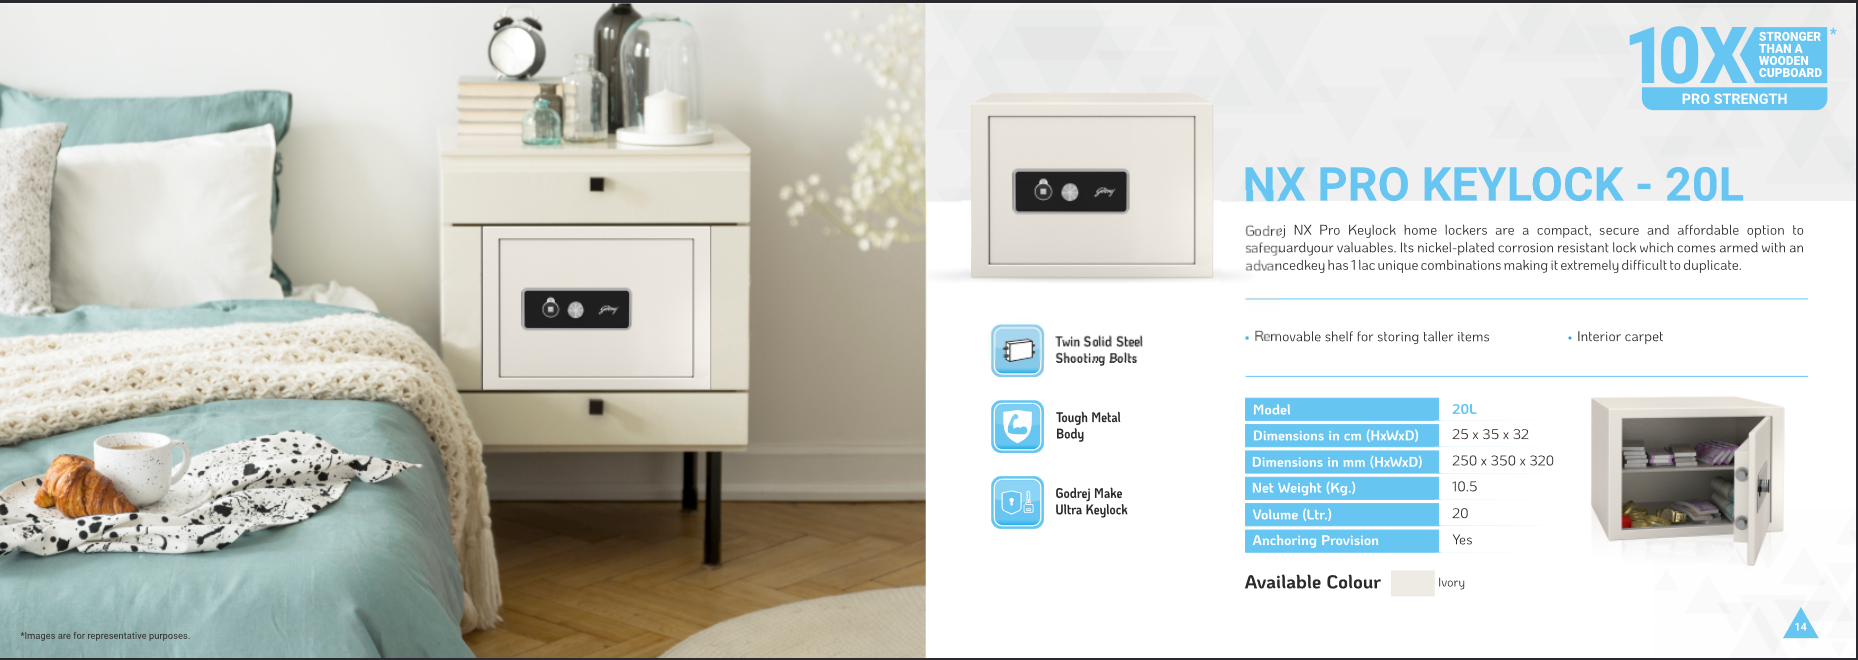 10X
STRONGER
THAN A
WOODEN
CUPBOARD
*
PRO STRENGTH
NX PRO KEYLOCK - 20L
Godrej NX Pro Keylock home lockers are a compact, secure and affordable option to
safeguardyour valuables. Its nickel-plated corrosion resistant lock which comes armed with an
advancedkey has 1 lac unique combinations making it extremely difficult to duplicate.
Twin Solid Steel
Shooting Bolts
Tough Metal
Body
Godrej Make
Ultra Keylock
• Removable shelf for storing taller items
• Interior carpet
Model 20L
Dimensions in cm (HxWxD) 25 x 35 x 32
Dimensions in mm (HxWxD) 250 x 350 x 320
Net Weight (Kg.) 10.5
Volume (Ltr.) 20
Anchoring Provision Yes
Available Colour Ivory
*Images are for representative purposes.
14
Godrej
Godrej